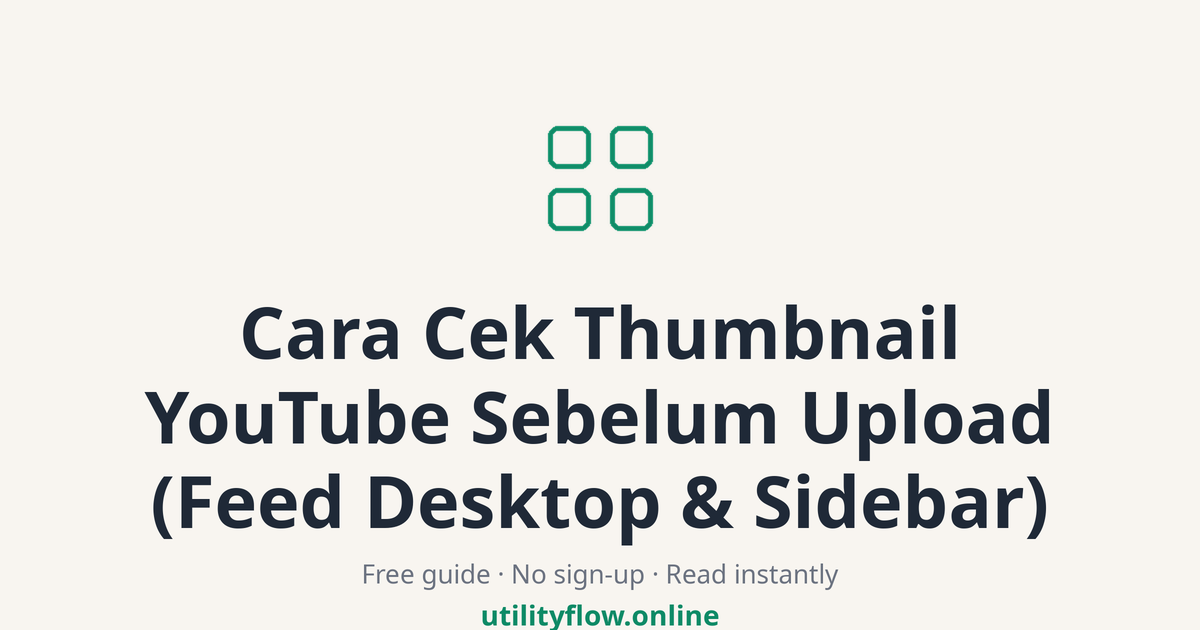 Cara Cek Thumbnail
YouTube Sebelum Upload
(Feed Desktop & Sidebar)
Free guide · No sign-up · Read instantly
utilityflow.online